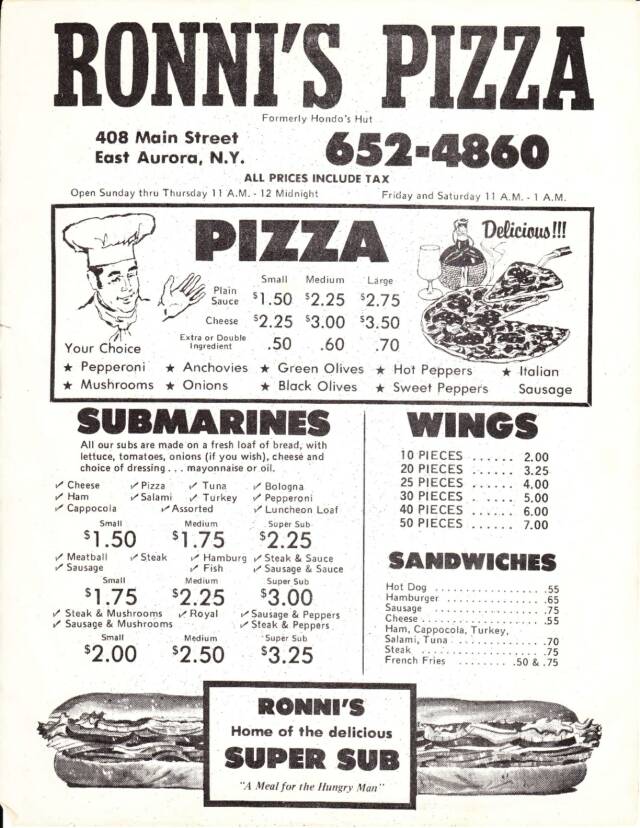 RONNI'S PIZZA
Formerly Hondo's Hut
408 Main Street
East Aurora, N.Y.
652-4860
ALL PRICES INCLUDE TAX
Open Sunday thru Thursday 11 A.M. - 12 Midnight Friday and Saturday 11 A.M. - 1 A.M.
PIZZA
Delicious!!!
Small Medium Large
Plain Sauce $1.50 $2.25 $2.75
Cheese $2.25 $3.00 $3.50
Extra or Double Ingredient .50 .60 .70
Your Choice
★ Pepperoni ★ Anchovies ★ Green Olives ★ Hot Peppers ★ Italian
★ Mushrooms ★ Onions ★ Black Olives ★ Sweet Peppers Sausage
SUBMARINES
All our subs are made on a fresh loaf of bread, with
lettuce, tomatoes, onions (if you wish), cheese and
choice of dressing . . . mayonnaise or oil.
✓ Cheese ✓ Pizza ✓ Tuna ✓ Bologna
✓ Ham ✓ Salami ✓ Turkey ✓ Pepperoni
✓ Cappocola ✓ Assorted ✓ Luncheon Loaf
Small Medium Super Sub
$1.50 $1.75 $2.25
✓ Meatball ✓ Steak ✓ Hamburg ✓ Steak & Sauce
✓ Sausage ✓ Fish ✓ Sausage & Sauce
Small Medium Super Sub
$1.75 $2.25 $3.00
✓ Steak & Mushrooms ✓ Royal ✓ Sausage & Peppers
✓ Sausage & Mushrooms ✓ Steak & Peppers
Small Medium Super Sub
$2.00 $2.50 $3.25
WINGS
10 PIECES ...... 2.00
20 PIECES ...... 3.25
25 PIECES ...... 4.00
30 PIECES ...... 5.00
40 PIECES ...... 6.00
50 PIECES ...... 7.00
SANDWICHES
Hot Dog .................. .55
Hamburger ................ .65
Sausage .................. .75
Cheese ................... .55
Ham, Cappocola, Turkey,
Salami, Tuna ............. .70
Steak .................... .75
French Fries ....... .50 & .75
RONNI'S
Home of the delicious
SUPER SUB
"A Meal for the Hungry Man"